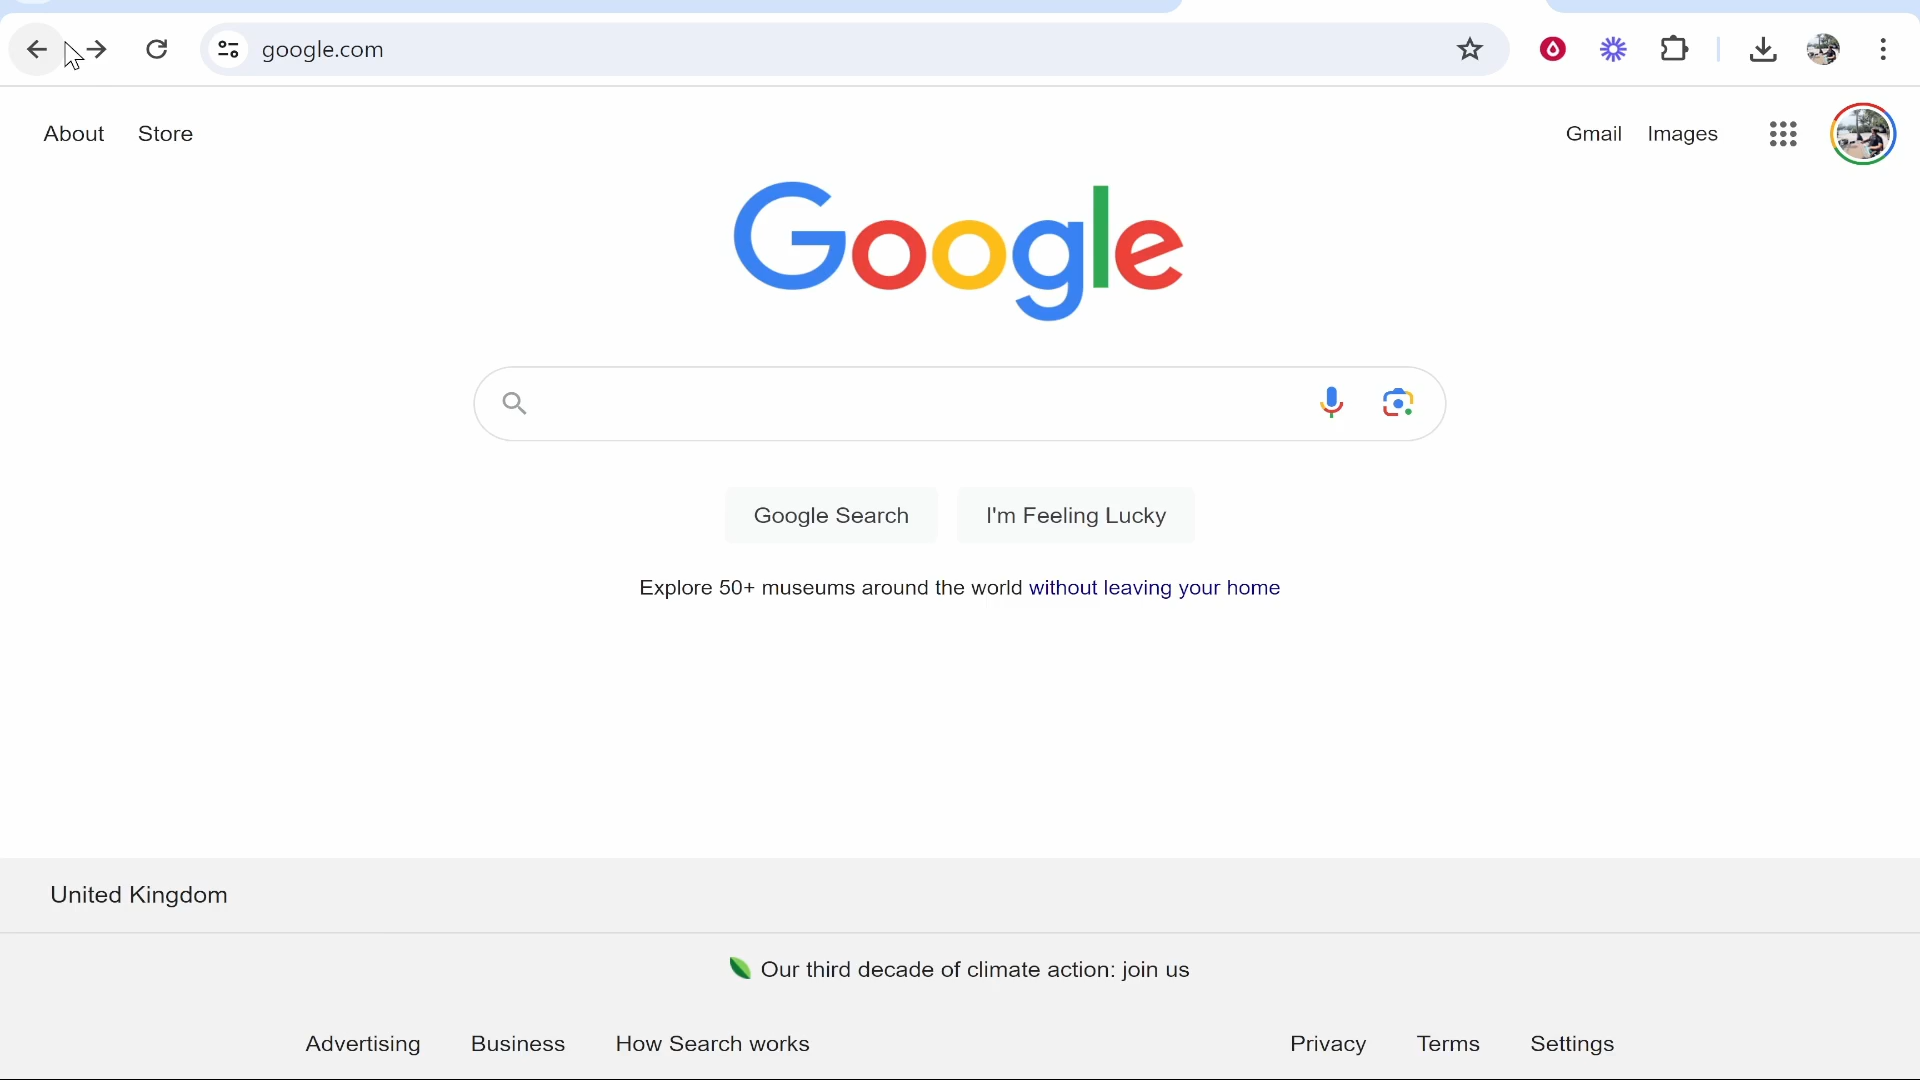 google.com
About Store Gmail Images
Google
Google Search I'm Feeling Lucky
Explore 50+ museums around the world without leaving your home
United Kingdom
Our third decade of climate action: join us
Advertising Business How Search works Privacy Terms Settings